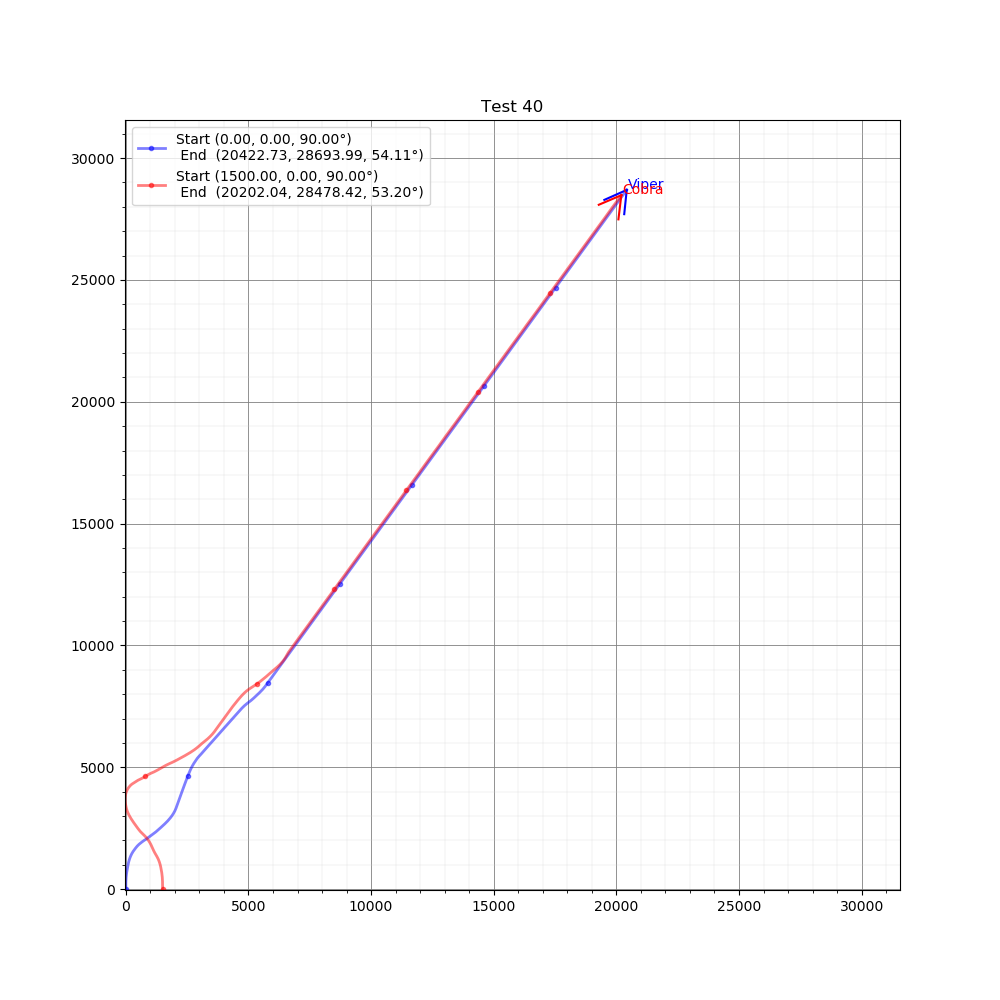 Test 40
Start (0.00, 0.00, 90.00°)
End  (20422.73, 28693.99, 54.11°)
Start (1500.00, 0.00, 90.00°)
End  (20202.04, 28478.42, 53.20°)
Viper
Cobra
30000
25000
20000
15000
10000
5000
0
0 5000 10000 15000 20000 25000 30000